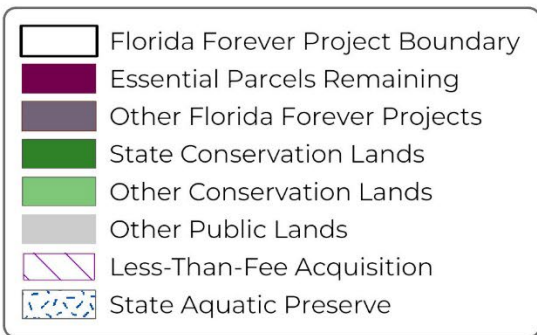 Florida Forever Project Boundary
Essential Parcels Remaining
Other Florida Forever Projects
State Conservation Lands
Other Conservation Lands
Other Public Lands
Less-Than-Fee Acquisition
State Aquatic Preserve